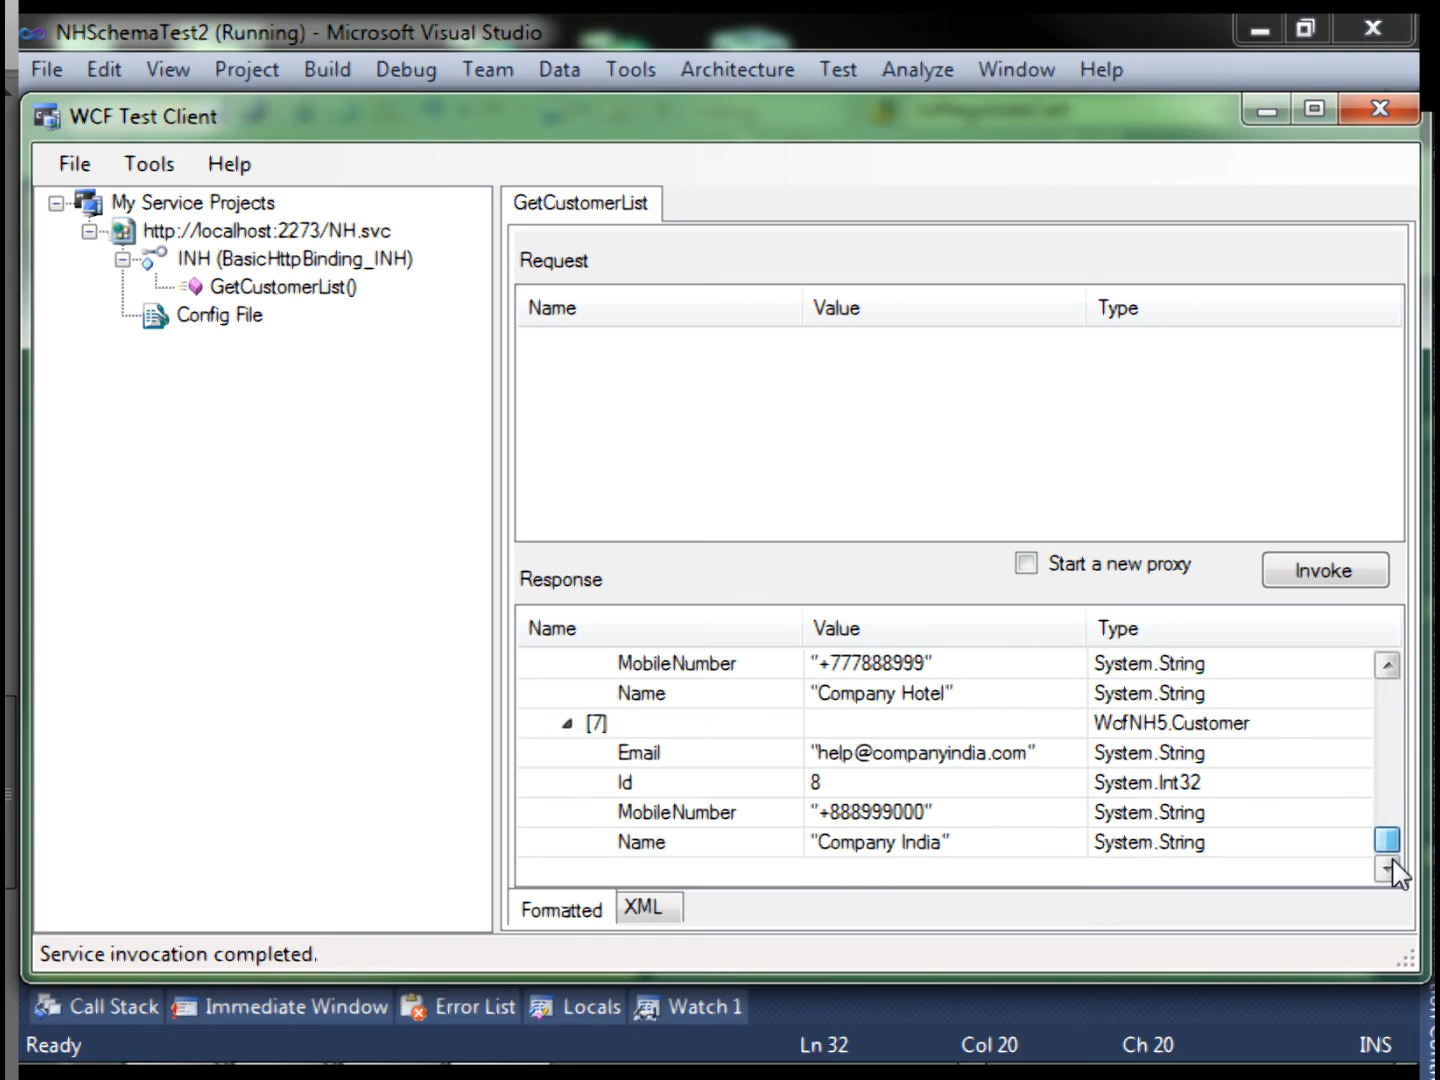 NHSchemaTest2 (Running) - Microsoft Visual Studio
File Edit View Project Build Debug Team Data Tools Architecture Test Analyze Window Help
WCF Test Client
File Tools Help
My Service Projects
http://localhost:2273/NH.svc
INH (BasicHttpBinding_INH)
GetCustomerList()
Config File
GetCustomerList
Request
Name Value Type
Response
Start a new proxy
Invoke
Name Value Type
MobileNumber "+777888999" System.String
Name "Company Hotel" System.String
[7] WcfNH5.Customer
Email "help@companyindia.com" System.String
Id 8 System.Int32
MobileNumber "+888999000" System.String
Name "Company India" System.String
Formatted XML
Service invocation completed.
Call Stack Immediate Window Error List Locals Watch 1
Ready Ln 32 Col 20 Ch 20 INS